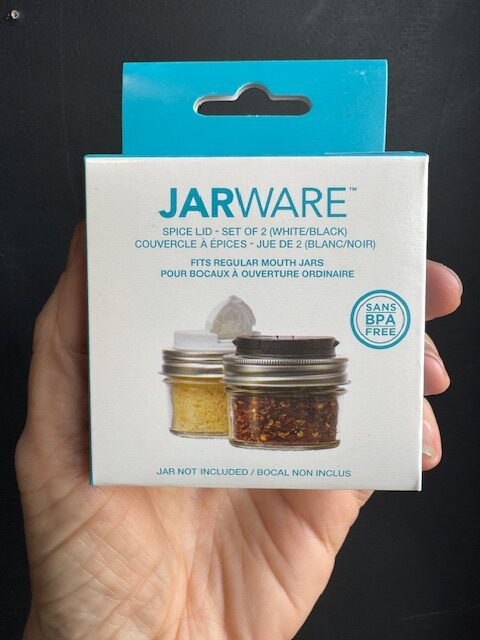 JARWARE™
SPICE LID - SET OF 2 (WHITE/BLACK)
COUVERCLE À ÉPICES - JUE DE 2 (BLANC/NOIR)
FITS REGULAR MOUTH JARS
POUR BOCAUX À OUVERTURE ORDINAIRE
SANS
BPA
FREE
JAR NOT INCLUDED / BOCAL NON INCLUS